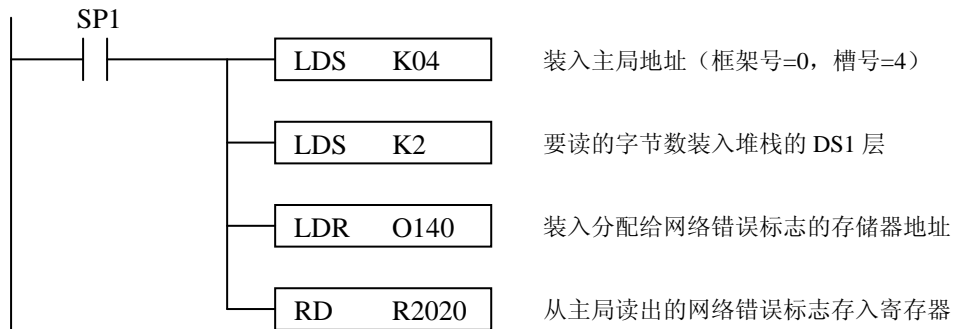 SP1
LDS K04 装入主局地址（框架号=0，槽号=4）
LDS K2 要读的字节数装入堆栈的 DS1 层
LDR O140 装入分配给网络错误标志的存储器地址
RD R2020 从主局读出的网络错误标志存入寄存器